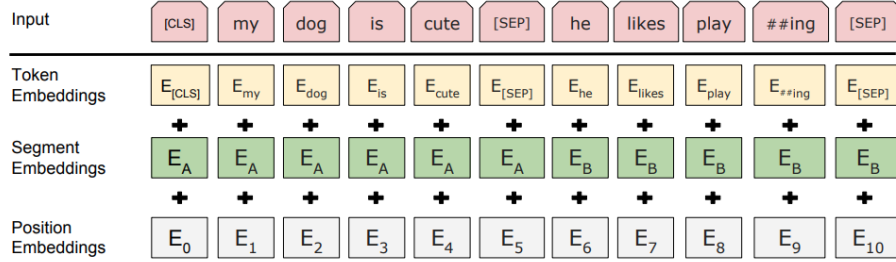 Input [CLS] my dog is cute [SEP] he likes play ##ing [SEP]
Token Embeddings E[CLS] Emy Edog Eis Ecute E[SEP] Ehe Elikes Eplay E##ing E[SEP]
+ + + + + + + + + + +
Segment Embeddings EA EA EA EA EA EA EB EB EB EB EB
+ + + + + + + + + + +
Position Embeddings E0 E1 E2 E3 E4 E5 E6 E7 E8 E9 E10